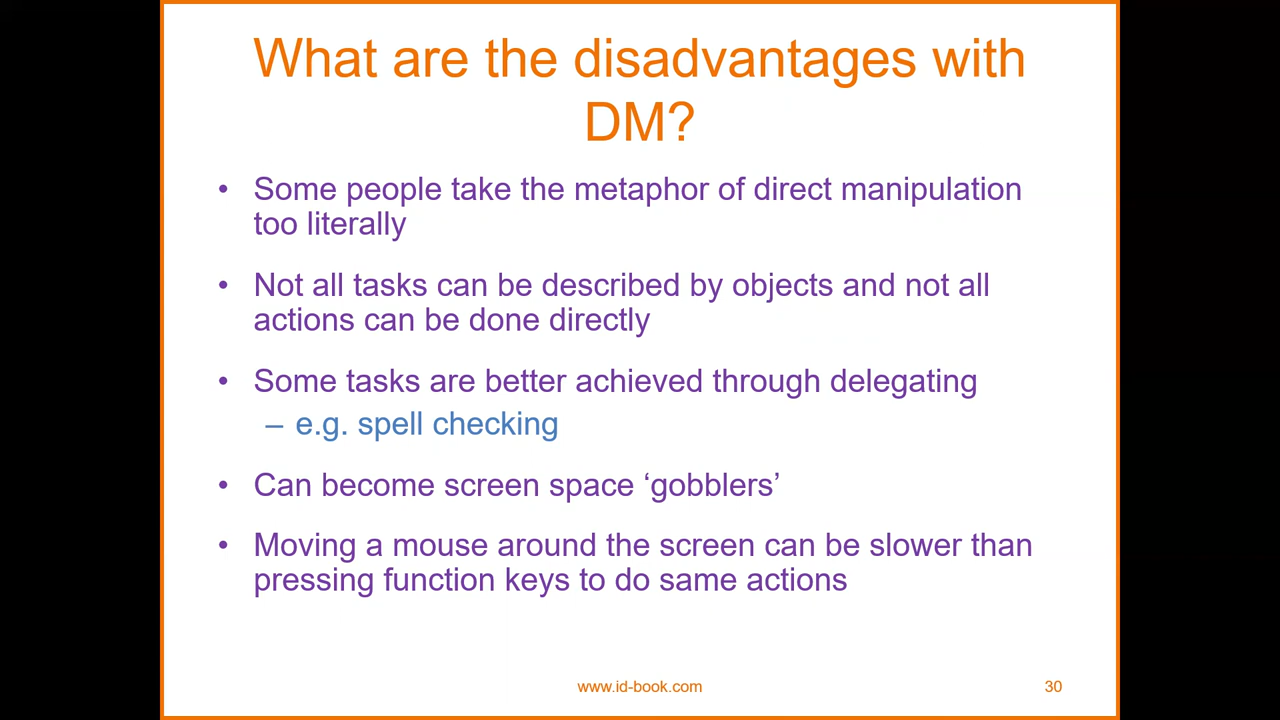 What are the disadvantages with
DM?
• Some people take the metaphor of direct manipulation
too literally
• Not all tasks can be described by objects and not all
actions can be done directly
• Some tasks are better achieved through delegating
– e.g. spell checking
• Can become screen space ‘gobblers’
• Moving a mouse around the screen can be slower than
pressing function keys to do same actions
www.id-book.com
30